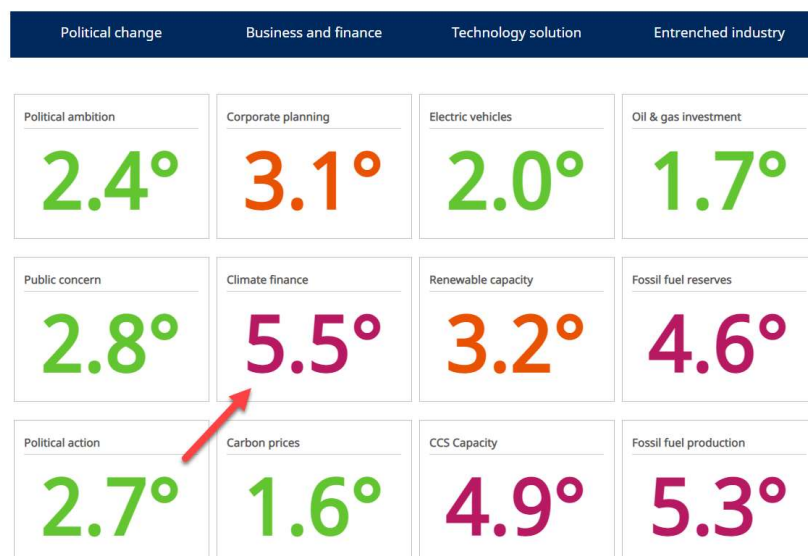 Political change Business and finance Technology solution Entrenched industry
Political ambition Corporate planning Electric vehicles Oil & gas investment
2.4° 3.1° 2.0° 1.7°
Public concern Climate finance Renewable capacity Fossil fuel reserves
2.8° 5.5° 3.2° 4.6°
Political action Carbon prices CCS Capacity Fossil fuel production
2.7° 1.6° 4.9° 5.3°